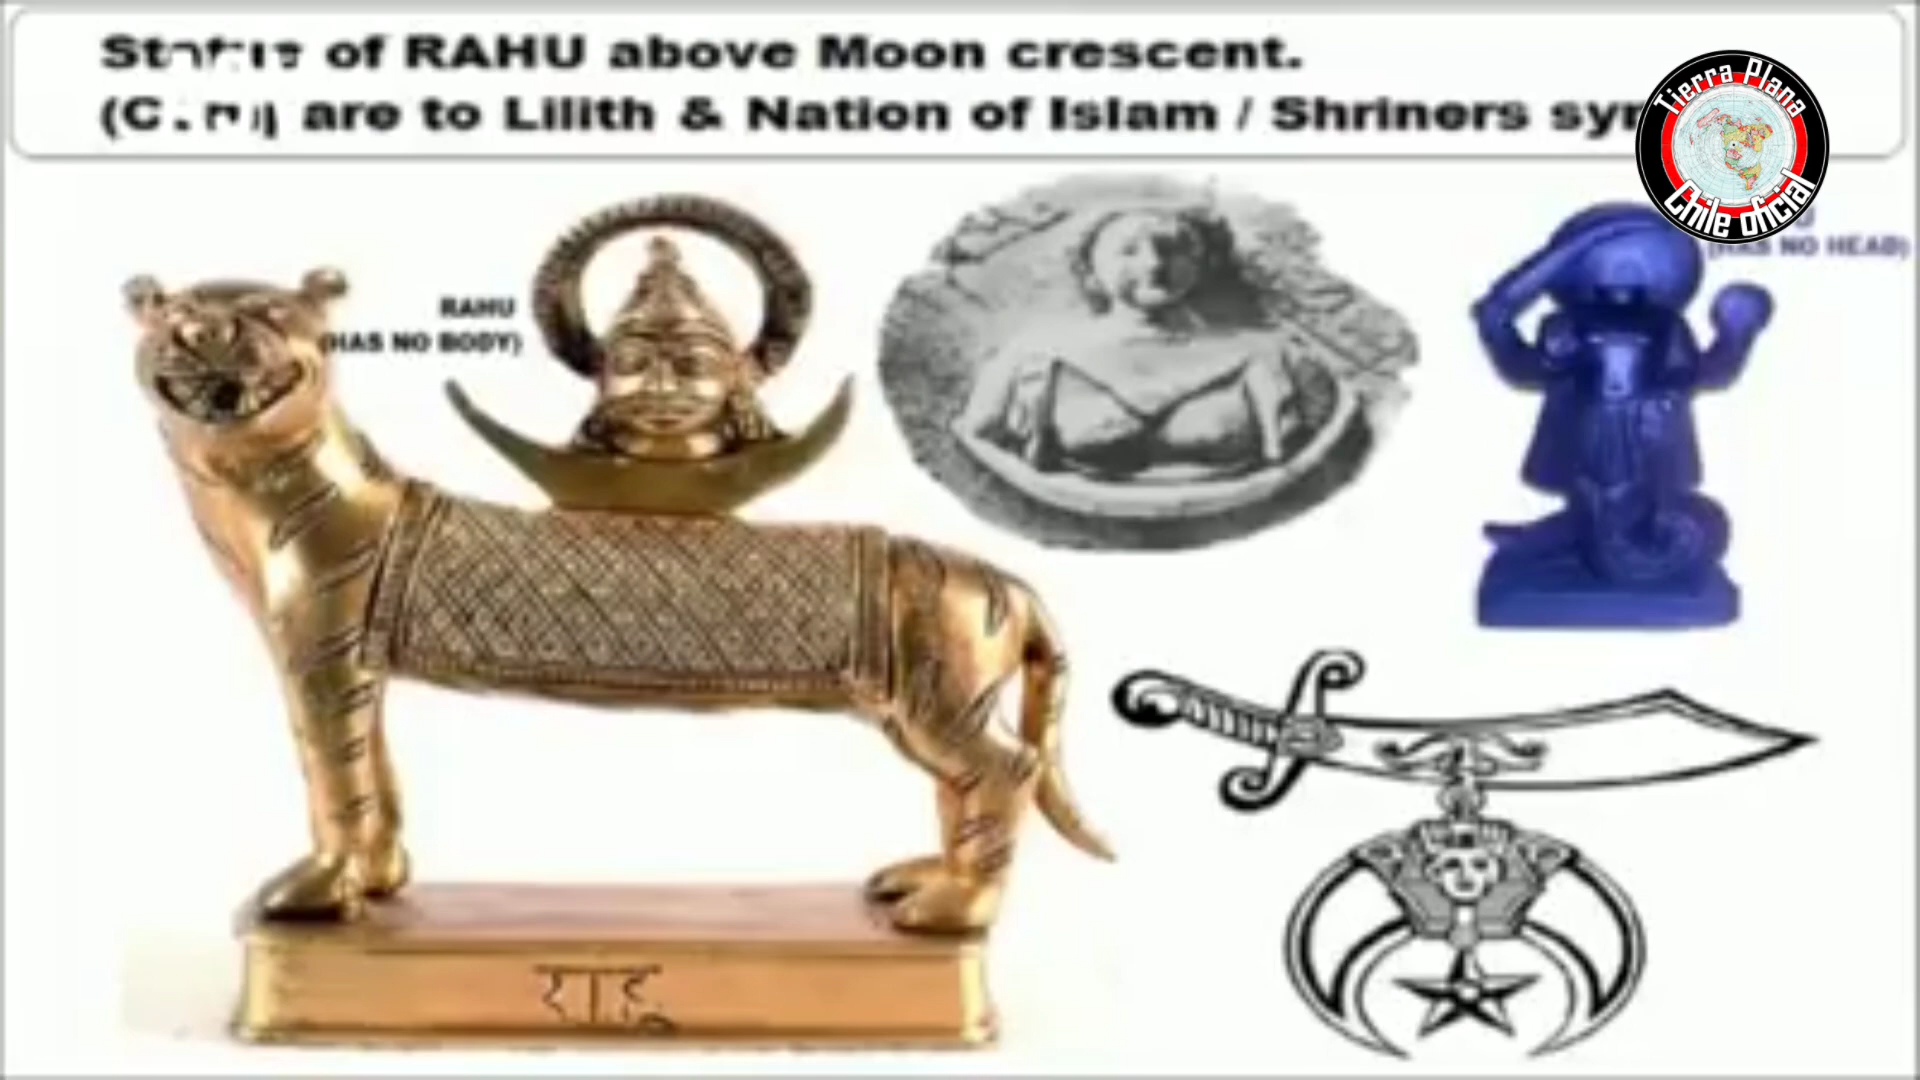 of RAHU above Moon crescent.
are to Lilith & Nation of Islam / Shriners
Tierra Plana
Chile oficial
(HAS NO HEAD)
RAHU
(HAS NO BODY)
राहु